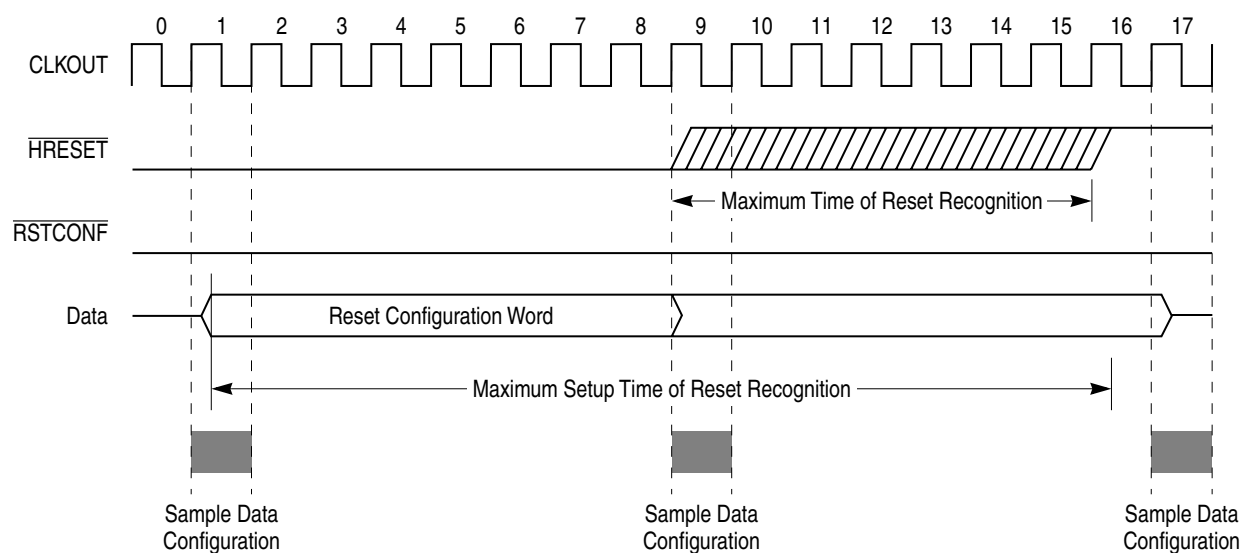 0 1 2 3 4 5 6 7 8 9 10 11 12 13 14 15 16 17
CLKOUT
HRESET
Maximum Time of Reset Recognition
RSTCONF
Data
Reset Configuration Word
Maximum Setup Time of Reset Recognition
Sample Data
Configuration
Sample Data
Configuration
Sample Data
Configuration